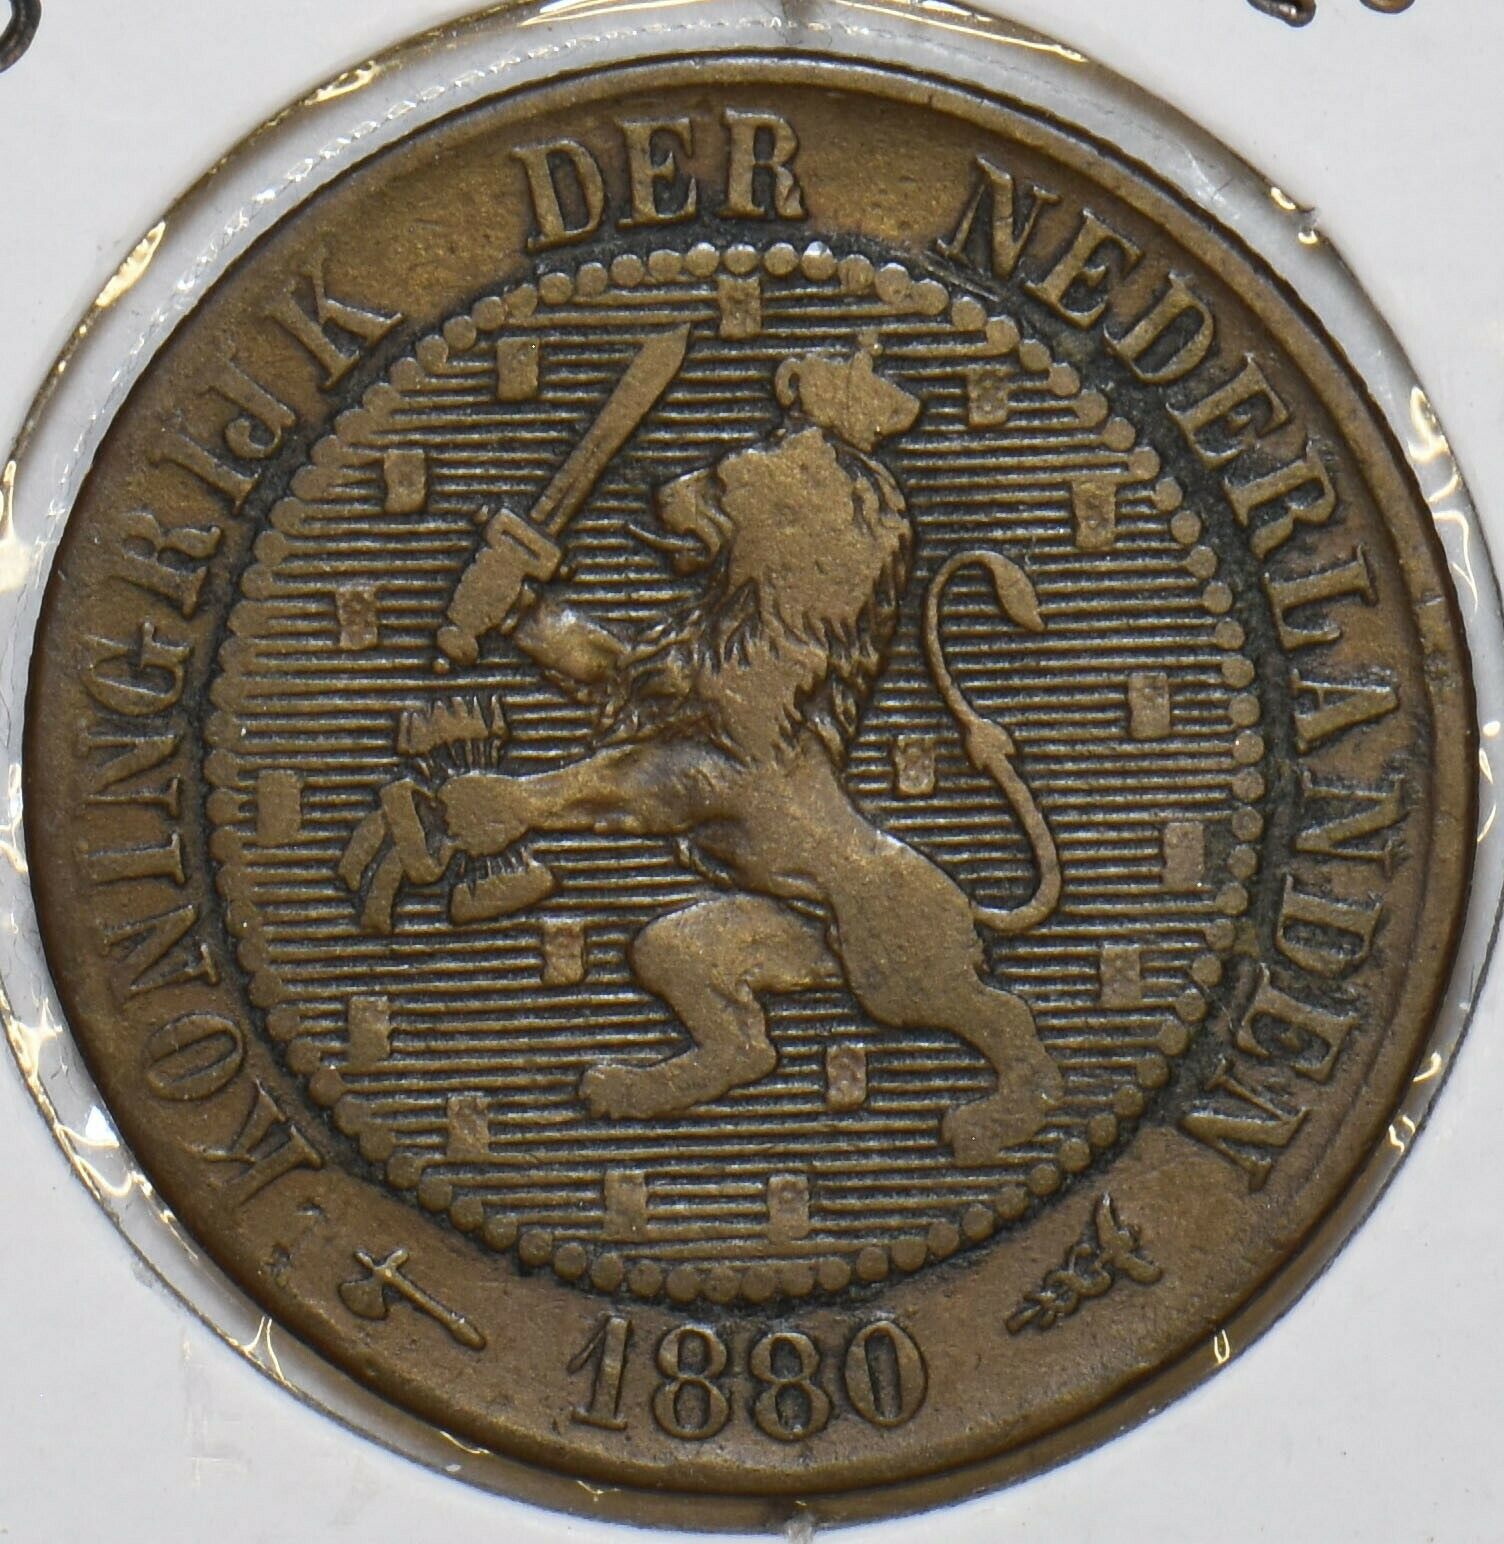 KONINGRIJK DER NEDERLANDEN
1880